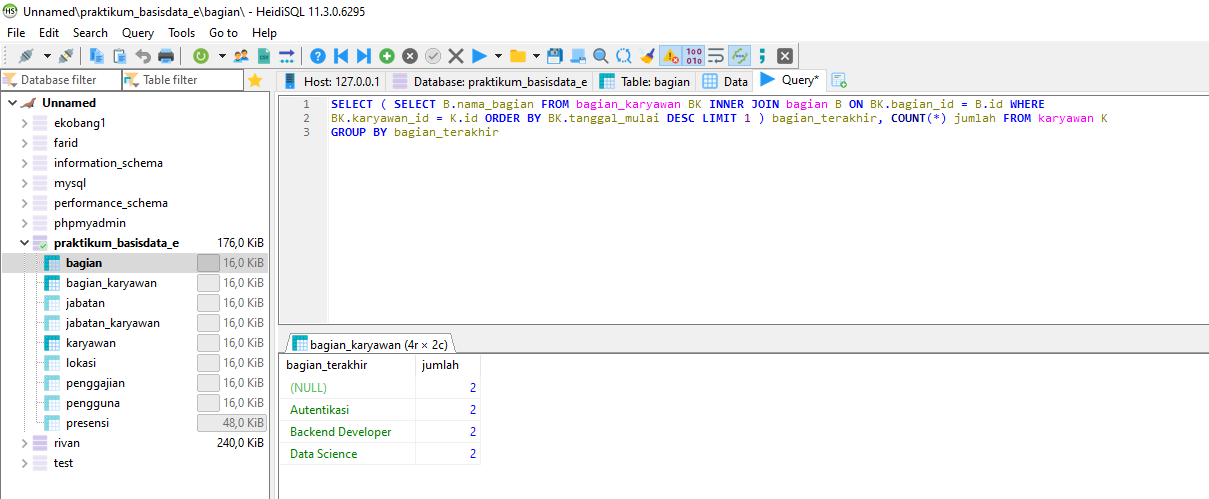 Unnamed\praktikum_basisdata_e\bagian\ - HeidiSQL 11.3.0.6295
File Edit Search Query Tools Go to Help
Database filter Table filter
Host: 127.0.0.1 Database: praktikum_basisdata_e Table: bagian Data Query*
Unnamed
ekobang1
farid
information_schema
mysql
performance_schema
phpmyadmin
praktikum_basisdata_e 176,0 KiB
bagian 16,0 KiB
bagian_karyawan 16,0 KiB
jabatan 16,0 KiB
jabatan_karyawan 16,0 KiB
karyawan 16,0 KiB
lokasi 16,0 KiB
penggajian 16,0 KiB
pengguna 16,0 KiB
presensi 48,0 KiB
rivan 240,0 KiB
test
1 SELECT ( SELECT B.nama_bagian FROM bagian_karyawan BK INNER JOIN bagian B ON BK.bagian_id = B.id WHERE
2 BK.karyawan_id = K.id ORDER BY BK.tanggal_mulai DESC LIMIT 1 ) bagian_terakhir, COUNT(*) jumlah FROM karyawan K
3 GROUP BY bagian_terakhir
bagian_karyawan (4r × 2c)
bagian_terakhir jumlah
(NULL) 2
Autentikasi 2
Backend Developer 2
Data Science 2